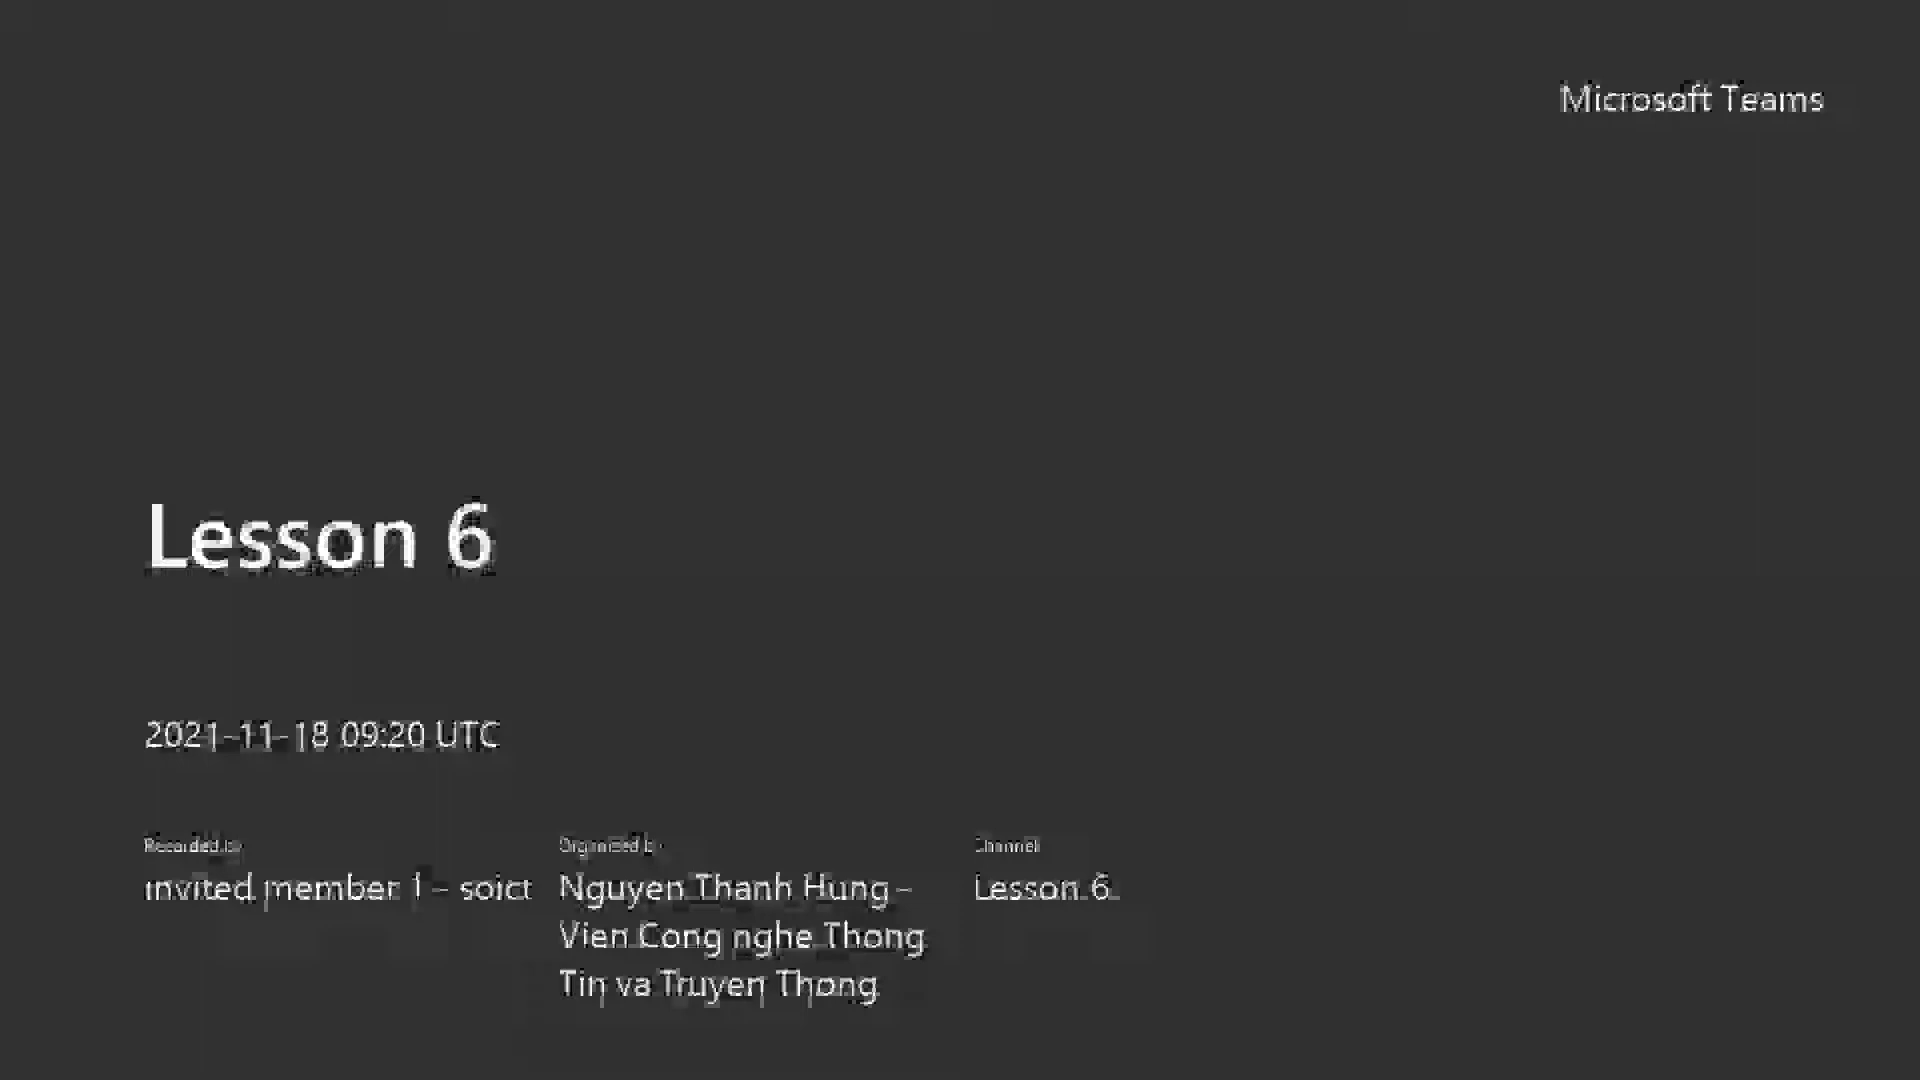 Microsoft Teams
Lesson 6
2021-11-18 09:20 UTC
Recorded by
Organized by
Channel
invited member 1 - soict
Nguyen Thanh Hung -
Vien Cong nghe Thong
Tin va Truyen Thong
Lesson 6